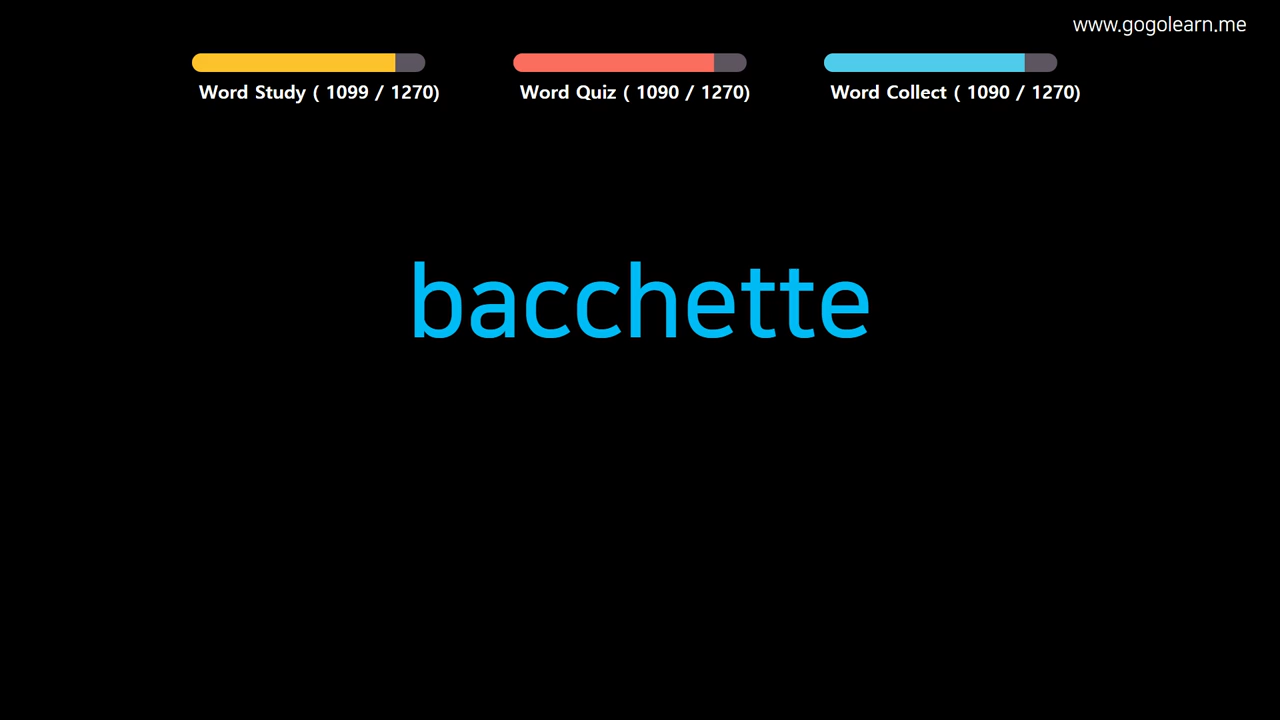 www.gogolearn.me
Word Study ( 1099 / 1270)
Word Quiz ( 1090 / 1270)
Word Collect ( 1090 / 1270)
bacchette